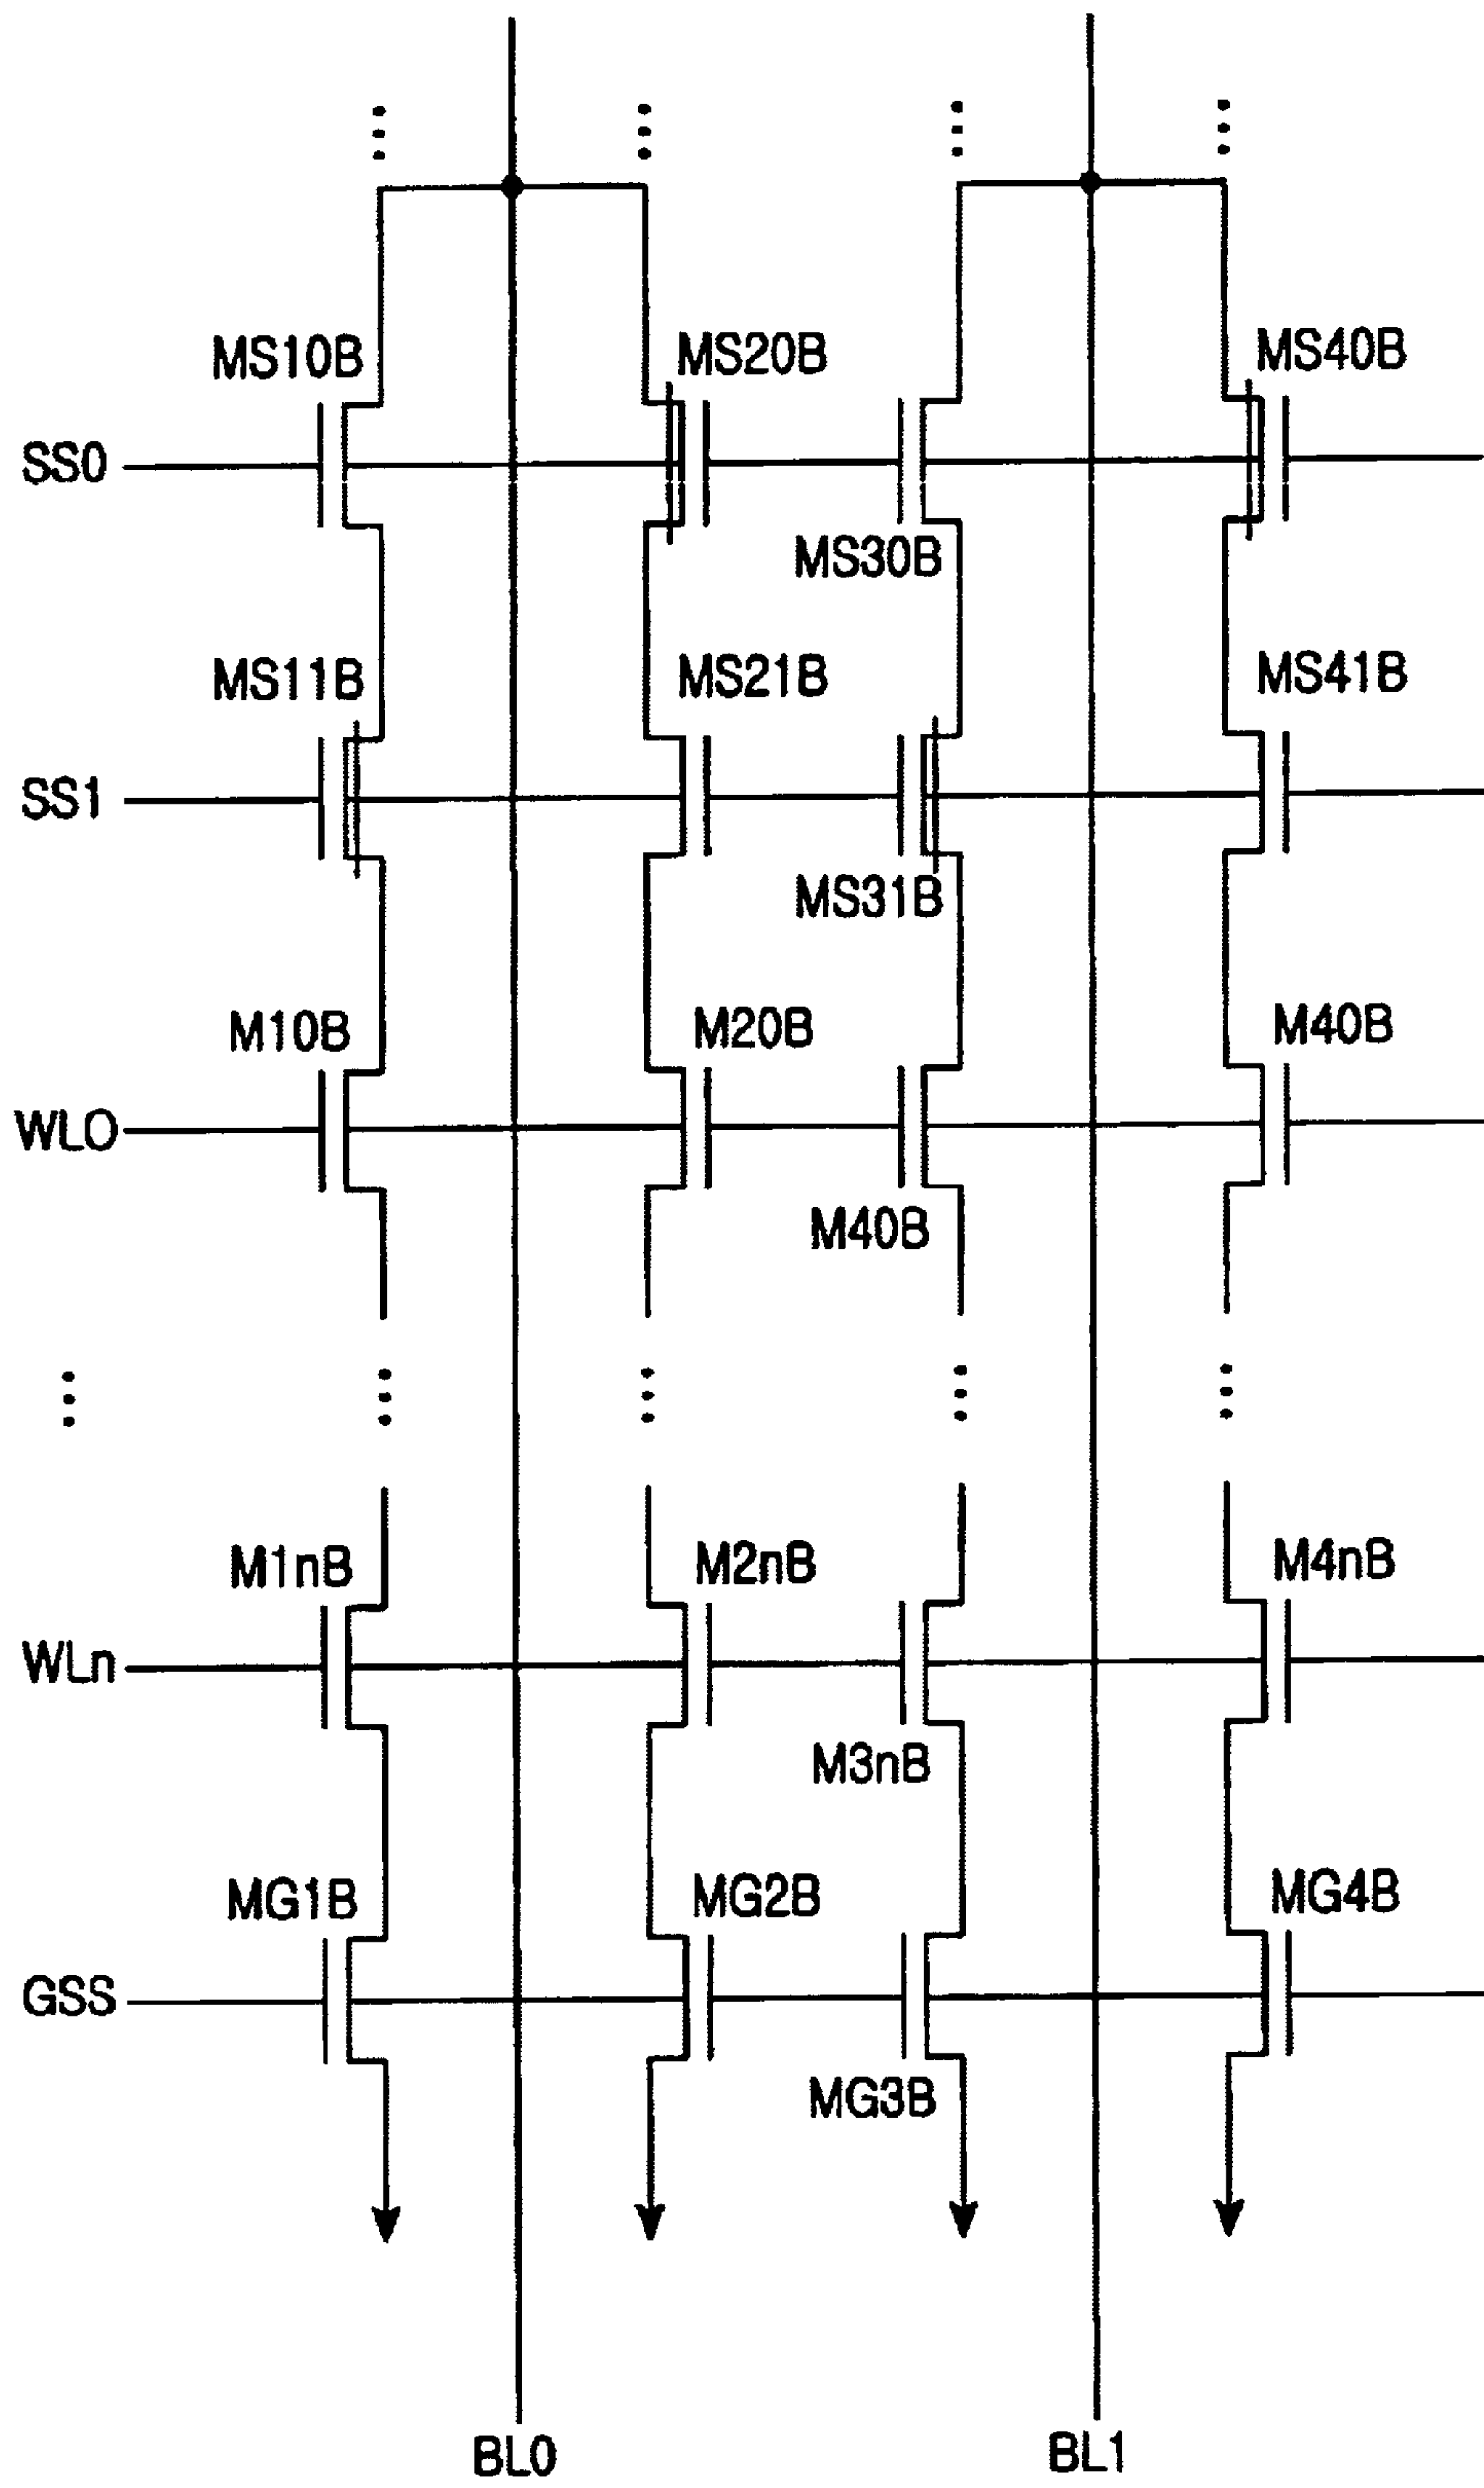 MS10B MS20B MS40B
SS0
MS30B
MS11B MS21B MS41B
SS1
MS31B
M10B M20B M40B
WLO
M40B
M1nB M2nB M4nB
WLn
M3nB
MG1B MG2B MG4B
GSS
MG3B
BL0 BL1